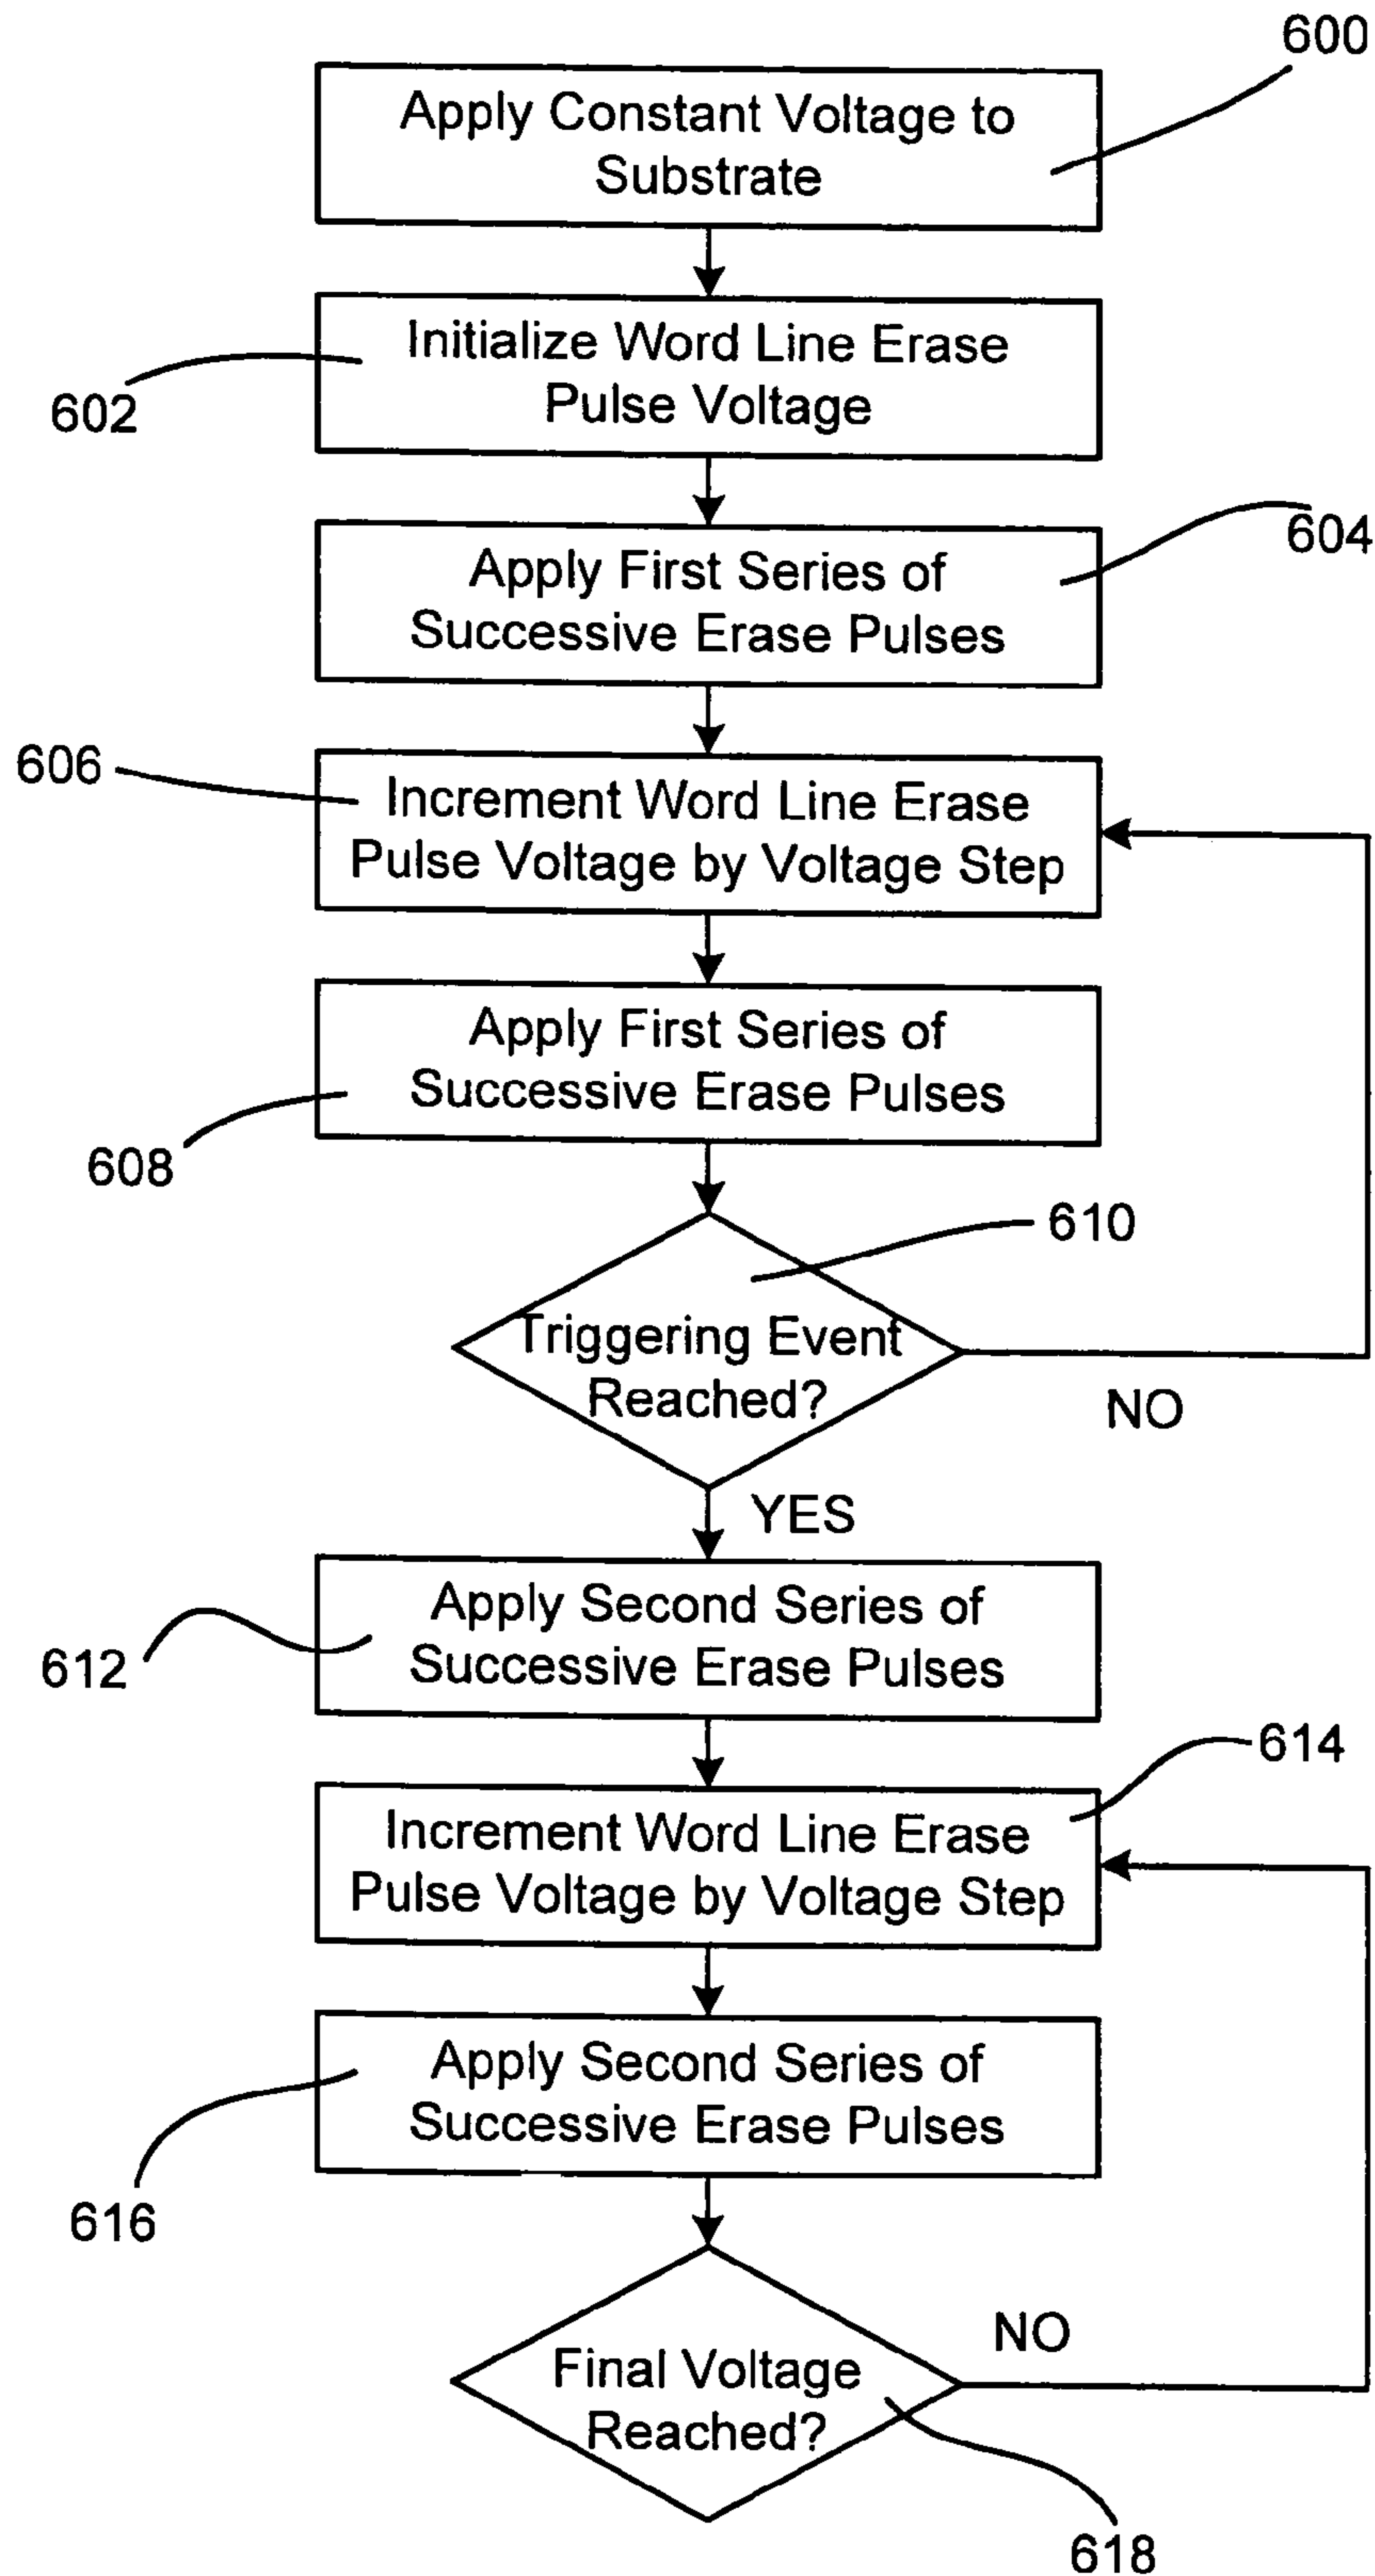 600
Apply Constant Voltage to
Substrate
Initialize Word Line Erase
Pulse Voltage
602
604
Apply First Series of
Successive Erase Pulses
606
Increment Word Line Erase
Pulse Voltage by Voltage Step
Apply First Series of
Successive Erase Pulses
608
610
Triggering Event
Reached?
NO
YES
Apply Second Series of
Successive Erase Pulses
612
614
Increment Word Line Erase
Pulse Voltage by Voltage Step
Apply Second Series of
Successive Erase Pulses
616
NO
Final Voltage
Reached?
618